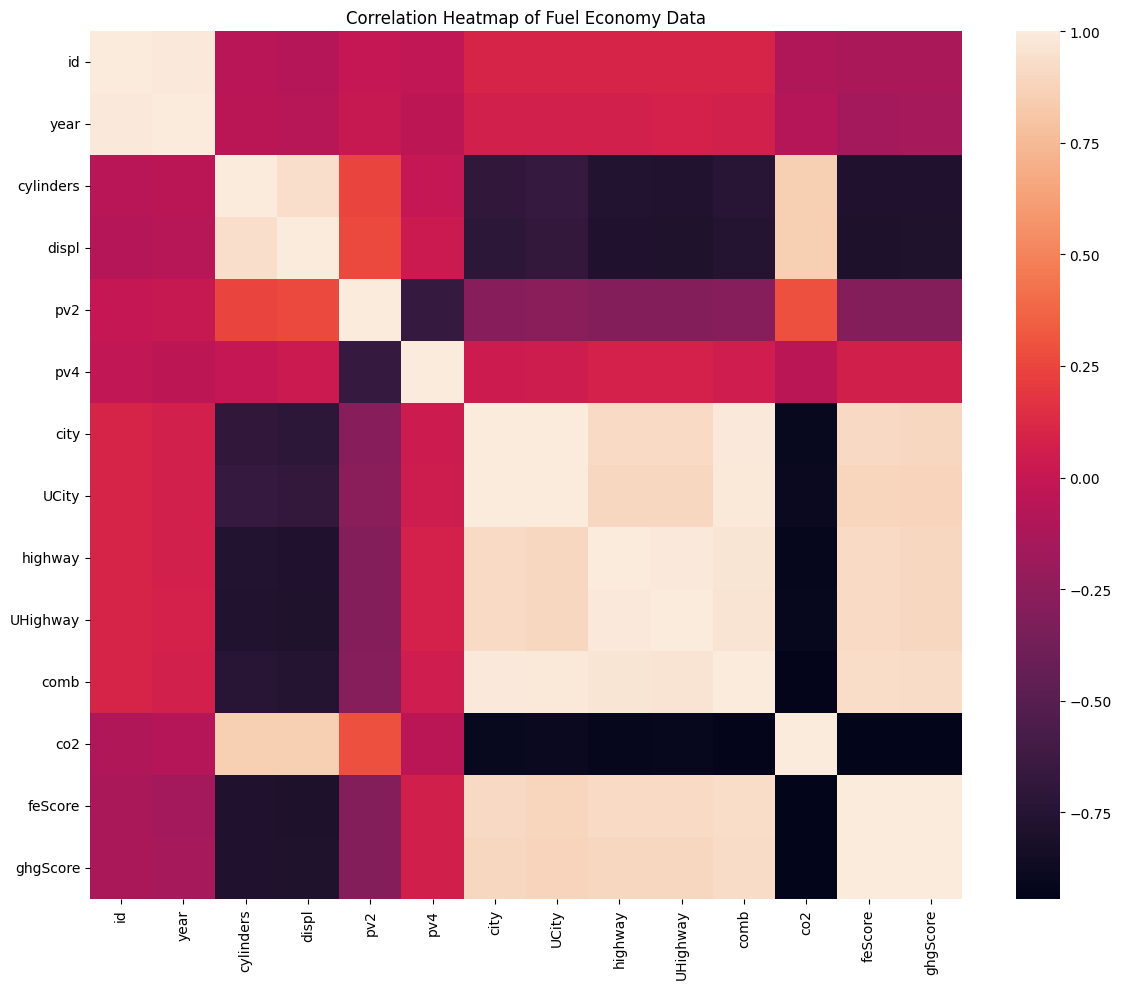 Correlation Heatmap of Fuel Economy Data
id
year
cylinders
displ
pv2
pv4
city
UCity
highway
UHighway
comb
co2
feScore
ghgScore
id
year
cylinders
displ
pv2
pv4
city
UCity
highway
UHighway
comb
co2
feScore
ghgScore
1.00
0.75
0.50
0.25
0.00
−0.25
−0.50
−0.75